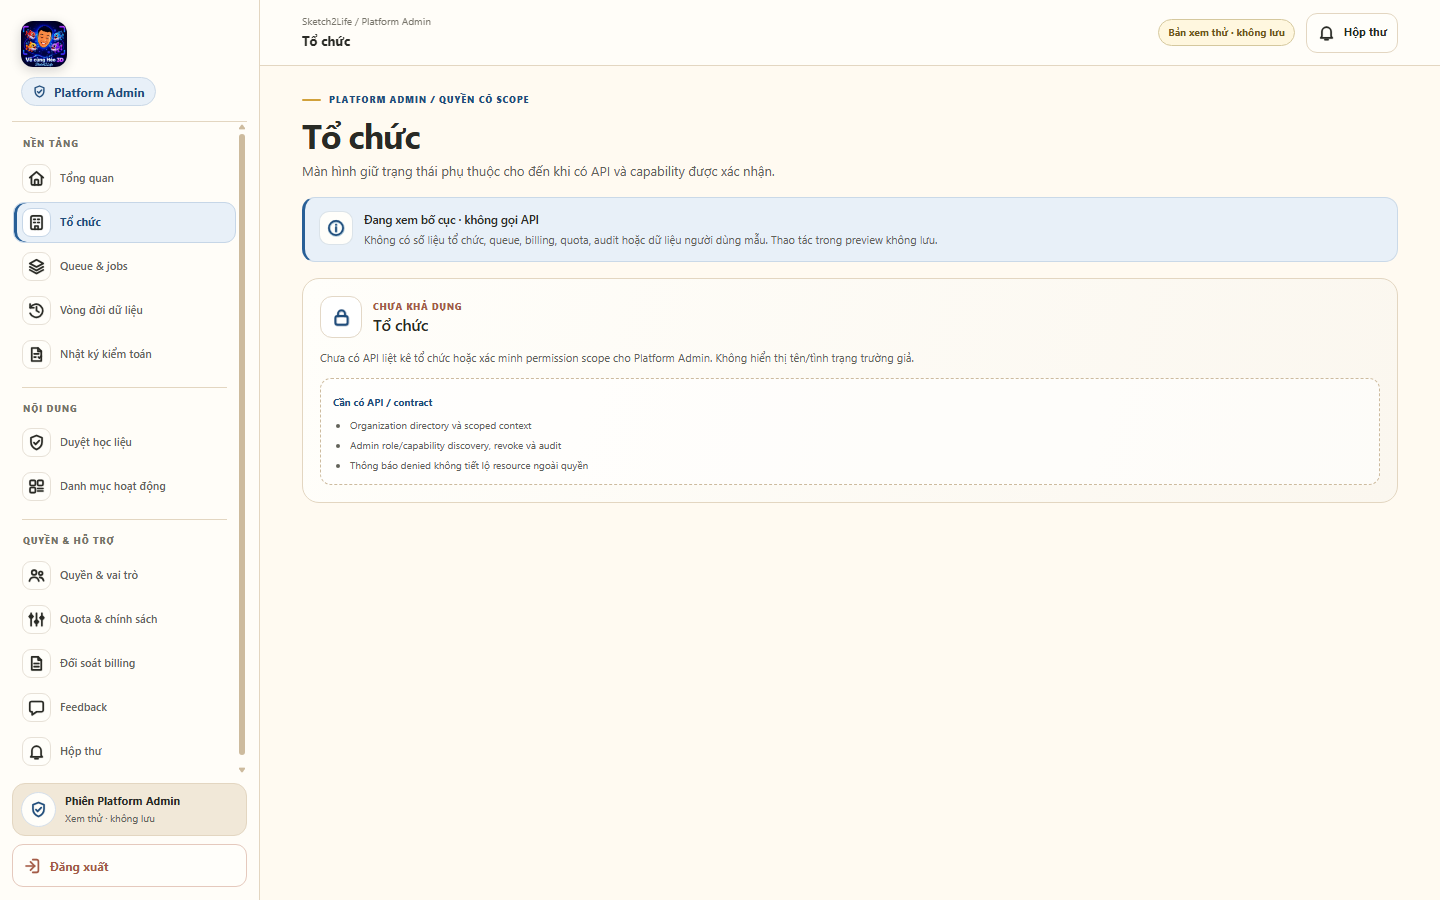 Vẽ cùng Héo 3D
Platform Admin
NỀN TẢNG
Tổng quan
Tổ chức
Queue & jobs
Vòng đời dữ liệu
Nhật ký kiểm toán
NỘI DUNG
Duyệt học liệu
Danh mục hoạt động
QUYỀN & HỖ TRỢ
Quyền & vai trò
Quota & chính sách
Đối soát billing
Feedback
Hộp thư
Phiên Platform Admin
Xem thử · không lưu
Đăng xuất
Sketch2Life / Platform Admin
Tổ chức
Bản xem thử · không lưu
Hộp thư
PLATFORM ADMIN / QUYỀN CÓ SCOPE
Tổ chức
Màn hình giữ trạng thái phụ thuộc cho đến khi có API và capability được xác nhận.
Đang xem bố cục · không gọi API
Không có số liệu tổ chức, queue, billing, quota, audit hoặc dữ liệu người dùng mẫu. Thao tác trong preview không lưu.
CHƯA KHẢ DỤNG
Tổ chức
Chưa có API liệt kê tổ chức hoặc xác minh permission scope cho Platform Admin. Không hiển thị tên/tình trạng trường giả.
Cần có API / contract
Organization directory và scoped context
Admin role/capability discovery, revoke và audit
Thông báo denied không tiết lộ resource ngoài quyền